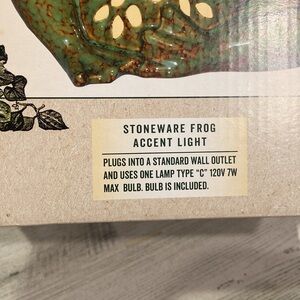 STONEWARE FROG
ACCENT LIGHT
PLUGS INTO A STANDARD WALL OUTLET
AND USES ONE LAMP TYPE "C" 120V 7W
MAX BULB. BULB IS INCLUDED.